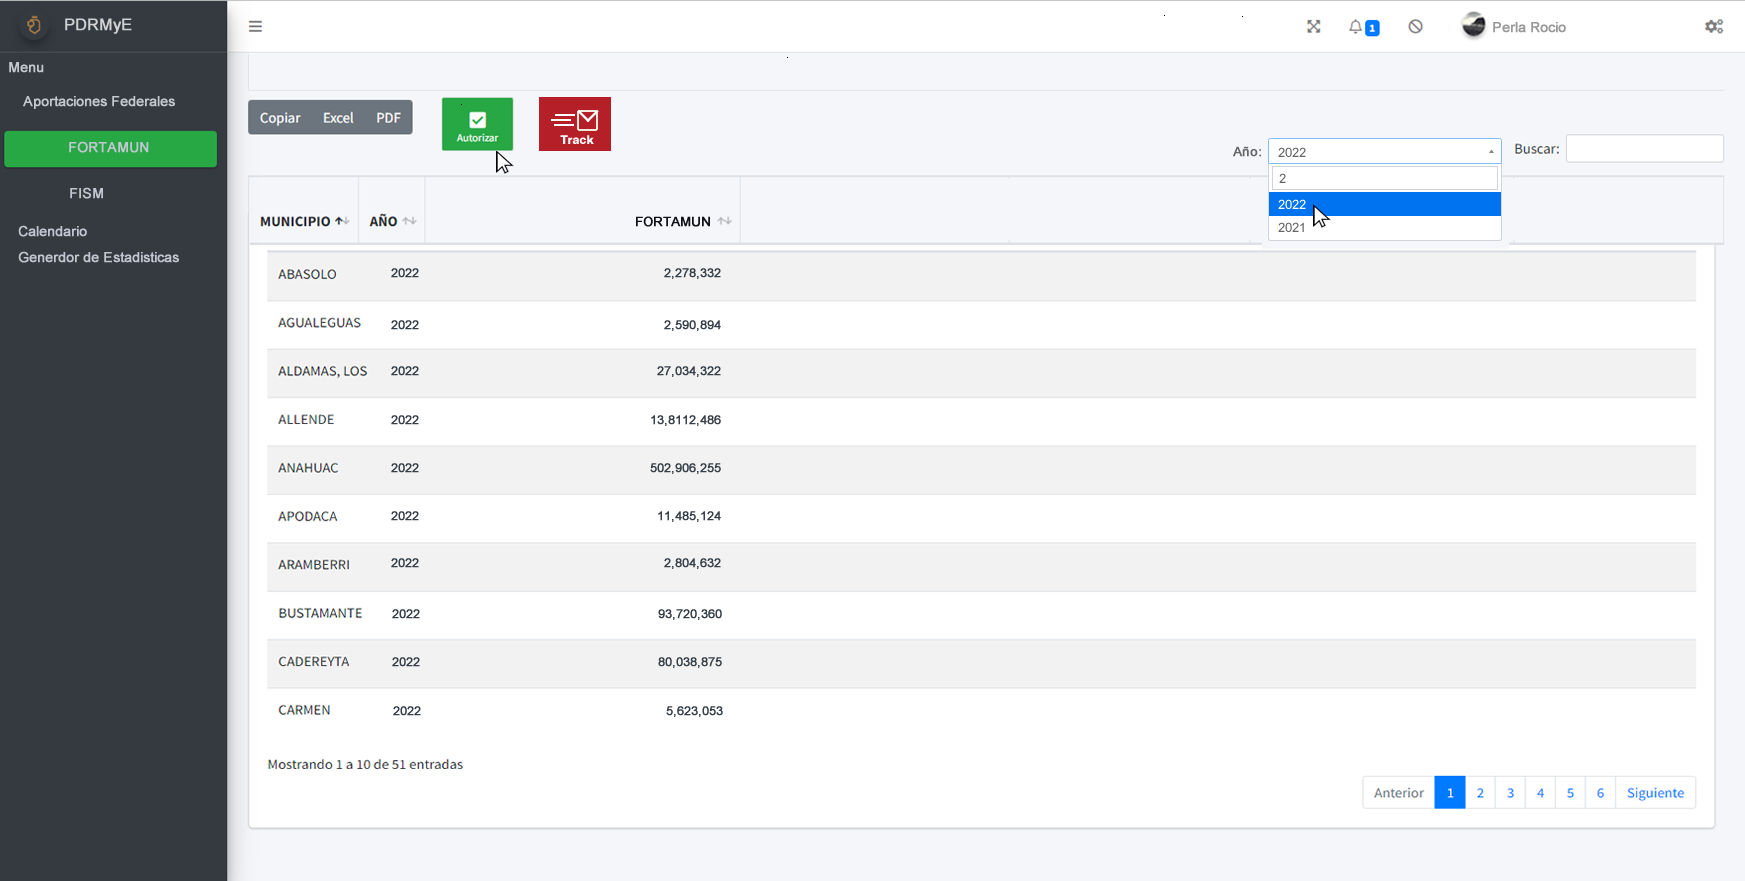 PDRMyE
1
Perla Rocio
Menu
Aportaciones Federales
FORTAMUN
FISM
Calendario
Generdor de Estadisticas
Copiar Excel PDF
Autorizar
Track
Año: 2022
Buscar:
2
2022
2021
MUNICIPIO AÑO FORTAMUN
ABASOLO 2022 2,278,332
AGUALEGUAS 2022 2,590,894
ALDAMAS, LOS 2022 27,034,322
ALLENDE 2022 13,8112,486
ANAHUAC 2022 502,906,255
APODACA 2022 11,485,124
ARAMBERRI 2022 2,804,632
BUSTAMANTE 2022 93,720,360
CADEREYTA 2022 80,038,875
CARMEN 2022 5,623,053
Mostrando 1 a 10 de 51 entradas
Anterior 1 2 3 4 5 6 Siguiente